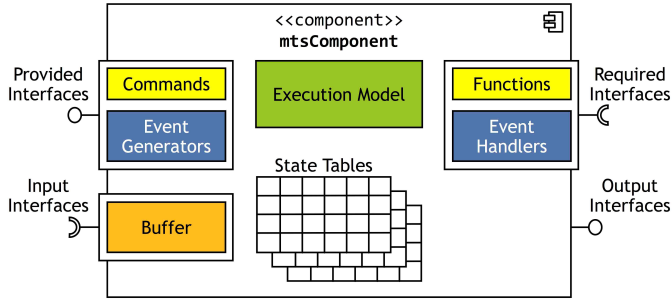 <<component>>
mtsComponent
Provided
Interfaces
Commands
Event
Generators
Execution Model
Functions
Event
Handlers
Required
Interfaces
Input
Interfaces
Buffer
State Tables
Output
Interfaces